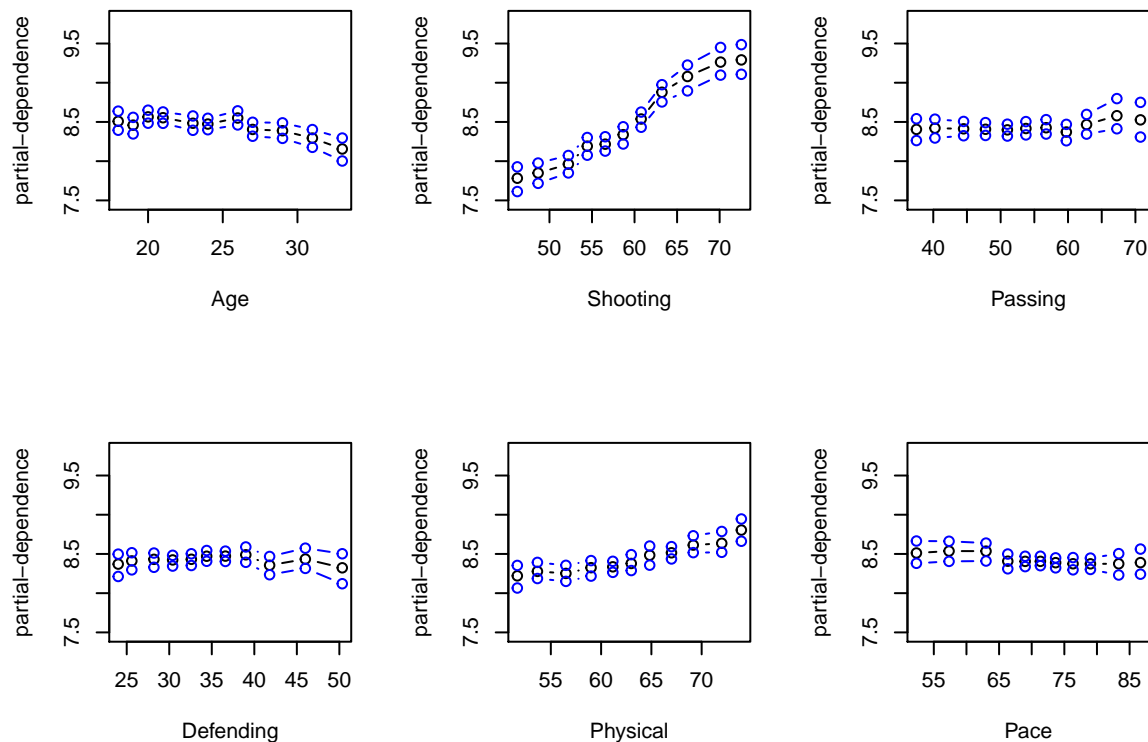 partial−dependence
9.5
8.5
7.5
20 25 30
Age
partial−dependence
9.5
8.5
7.5
50 55 60 65 70
Shooting
partial−dependence
9.5
8.5
7.5
40 50 60 70
Passing
partial−dependence
9.5
8.5
7.5
25 30 35 40 45 50
Defending
partial−dependence
9.5
8.5
7.5
55 60 65 70
Physical
partial−dependence
9.5
8.5
7.5
55 65 75 85
Pace